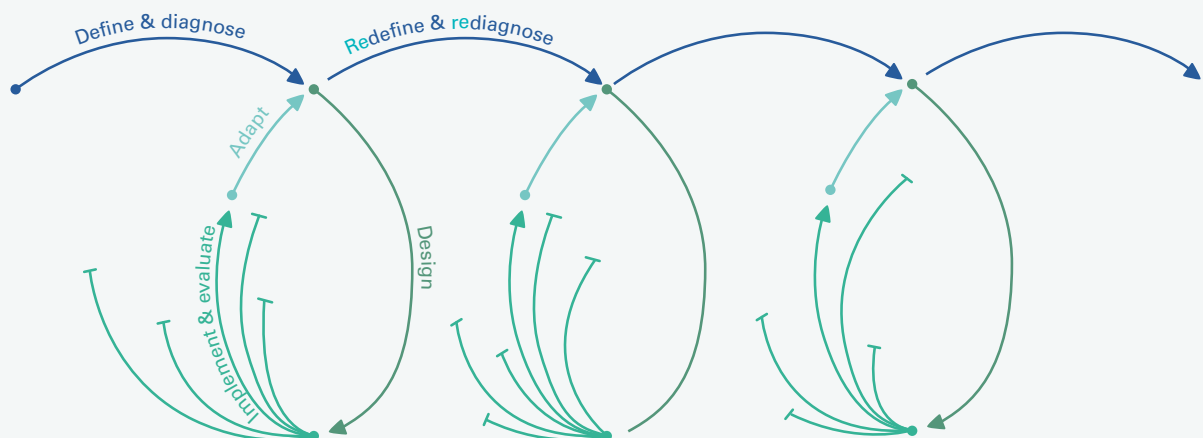 Define & diagnose
Redefine & rediagnose
Adapt
Design
Implement & evaluate